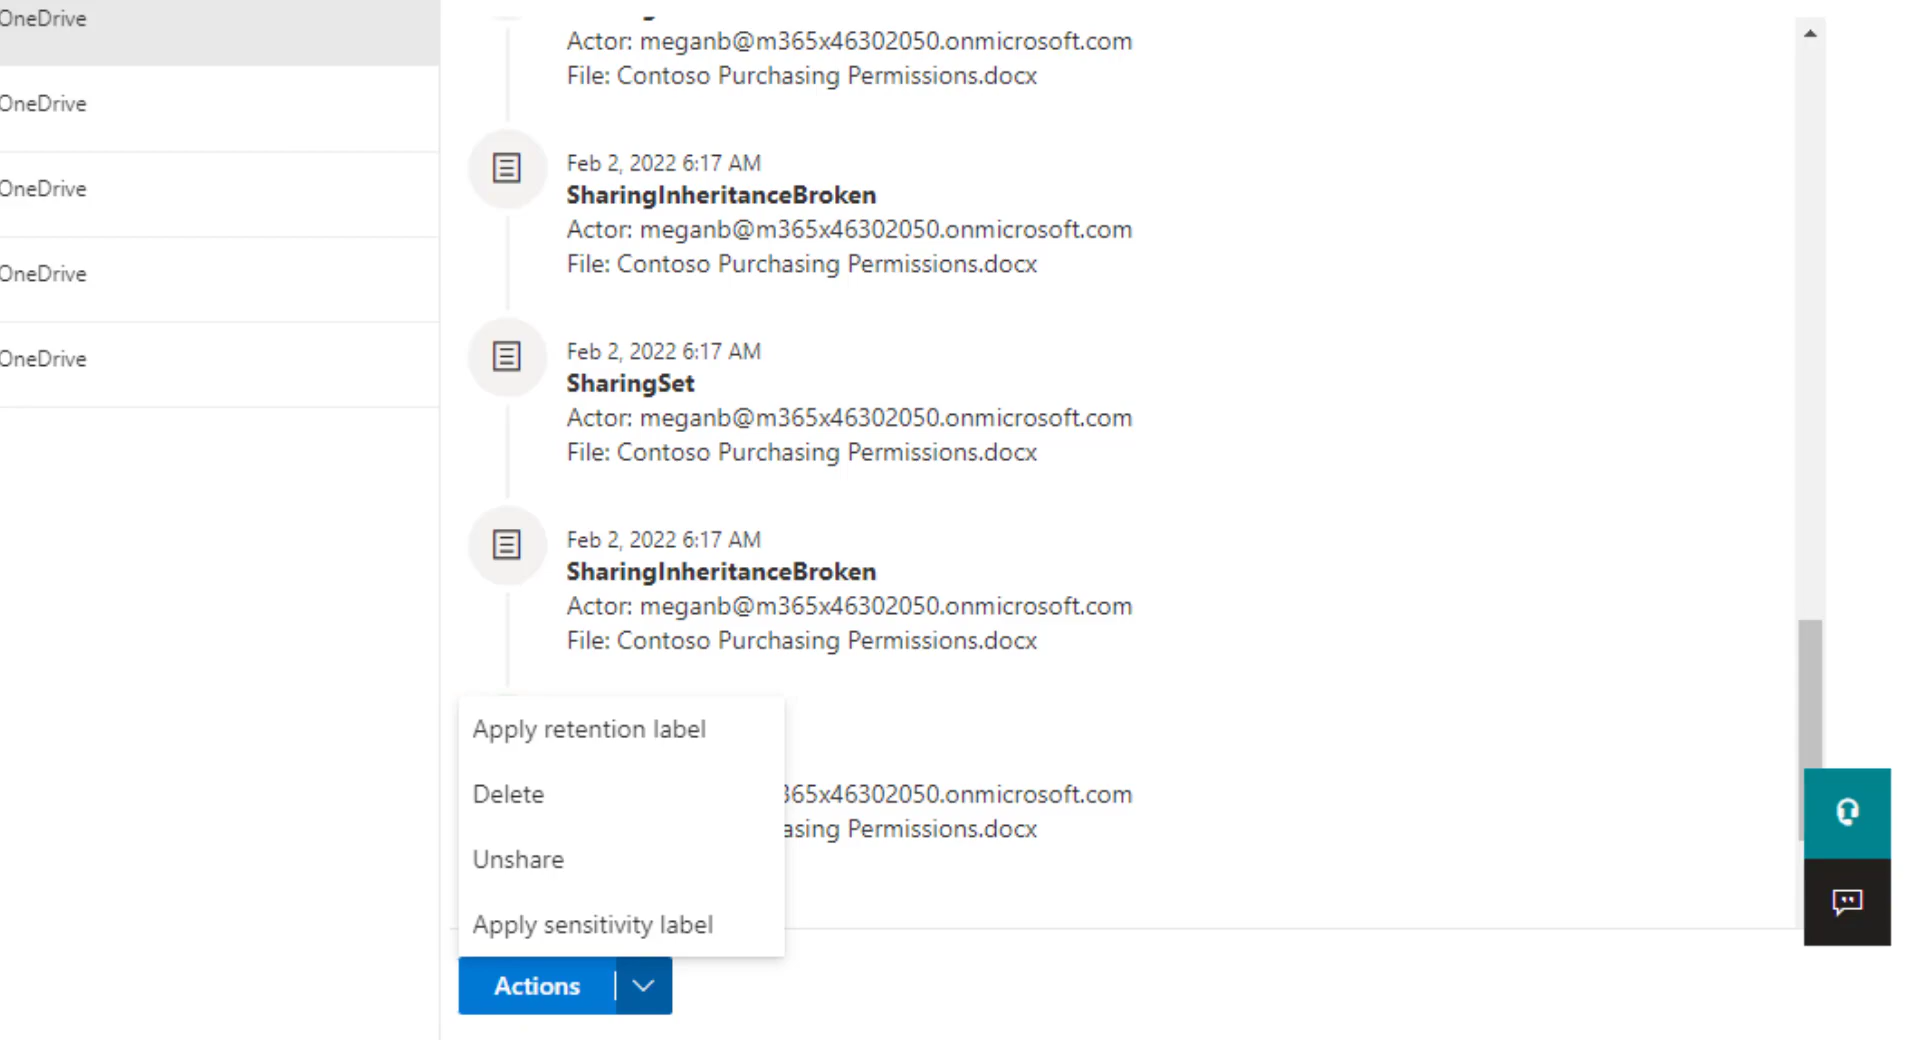 OneDrive
OneDrive
OneDrive
OneDrive
OneDrive
Actor: meganb@m365x46302050.onmicrosoft.com
File: Contoso Purchasing Permissions.docx
Feb 2, 2022 6:17 AM
SharingInheritanceBroken
Actor: meganb@m365x46302050.onmicrosoft.com
File: Contoso Purchasing Permissions.docx
Feb 2, 2022 6:17 AM
SharingSet
Actor: meganb@m365x46302050.onmicrosoft.com
File: Contoso Purchasing Permissions.docx
Feb 2, 2022 6:17 AM
SharingInheritanceBroken
Actor: meganb@m365x46302050.onmicrosoft.com
File: Contoso Purchasing Permissions.docx
365x46302050.onmicrosoft.com
asing Permissions.docx
Apply retention label
Delete
Unshare
Apply sensitivity label
Actions